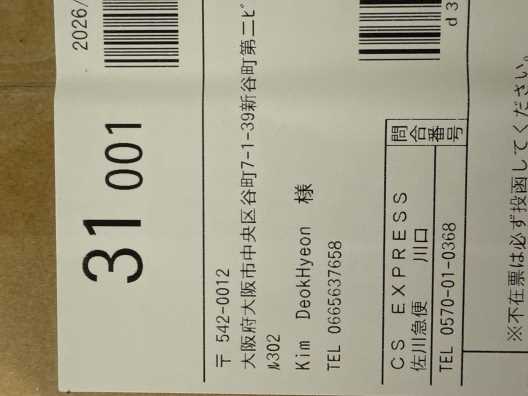 2026/
31 001
〒 542-0012
大阪府大阪市中央区谷町7-1-39新谷町第二ビ
ル302
Kim DeokHyeon 様
TEL 0665637658
CS EXPRESS
佐川急便 川口
TEL 0570-01-0368
問合
番号
d3
※不在票は必ず投函してください。